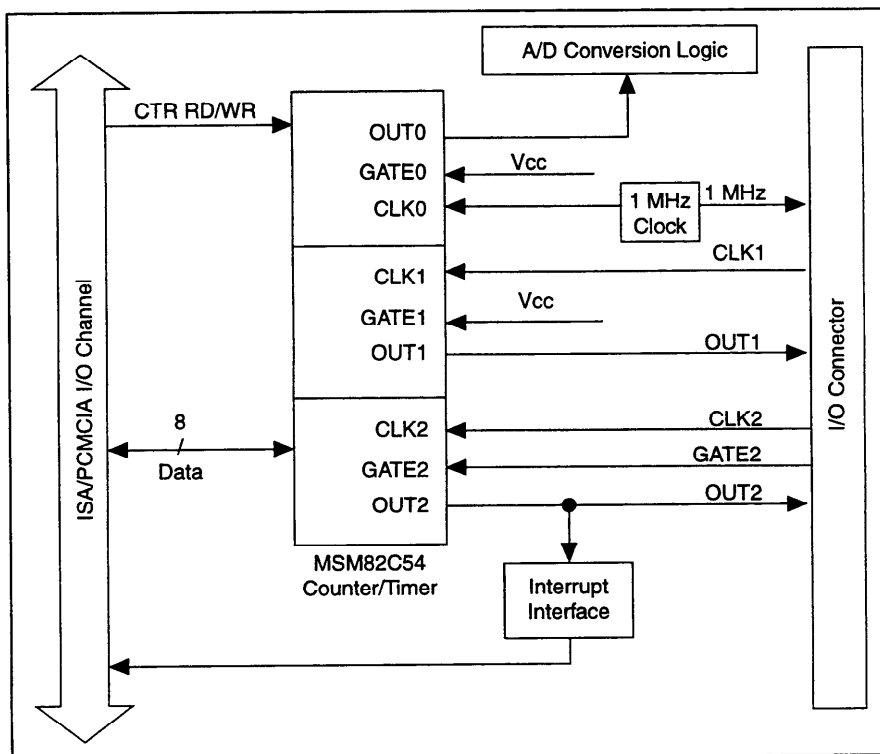 A/D Conversion Logic
CTR RD/WR
OUT0
GATE0
Vcc
CLK0
1 MHz
Clock
1 MHz
CLK1
CLK1
GATE1
Vcc
OUT1
OUT1
8
Data
CLK2
CLK2
GATE2
GATE2
OUT2
OUT2
MSM82C54
Counter/Timer
Interrupt
Interface
ISA/PCMCIA I/O Channel
I/O Connector